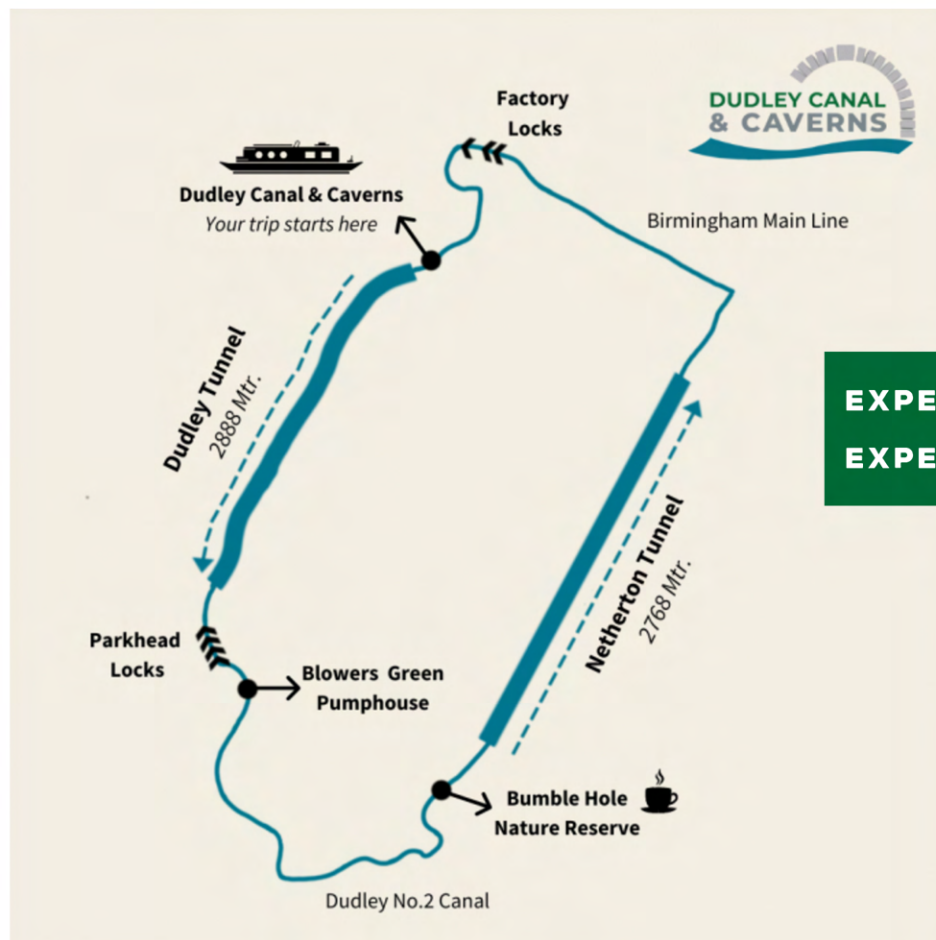 Factory
Locks
DUDLEY CANAL
& CAVERNS
Dudley Canal & Caverns
Your trip starts here
Birmingham Main Line
Dudley Tunnel
2888 Mtr.
EXPE
EXPE
Netherton Tunnel
2768 Mtr.
Parkhead
Locks
Blowers Green
Pumphouse
Bumble Hole
Nature Reserve
Dudley No.2 Canal